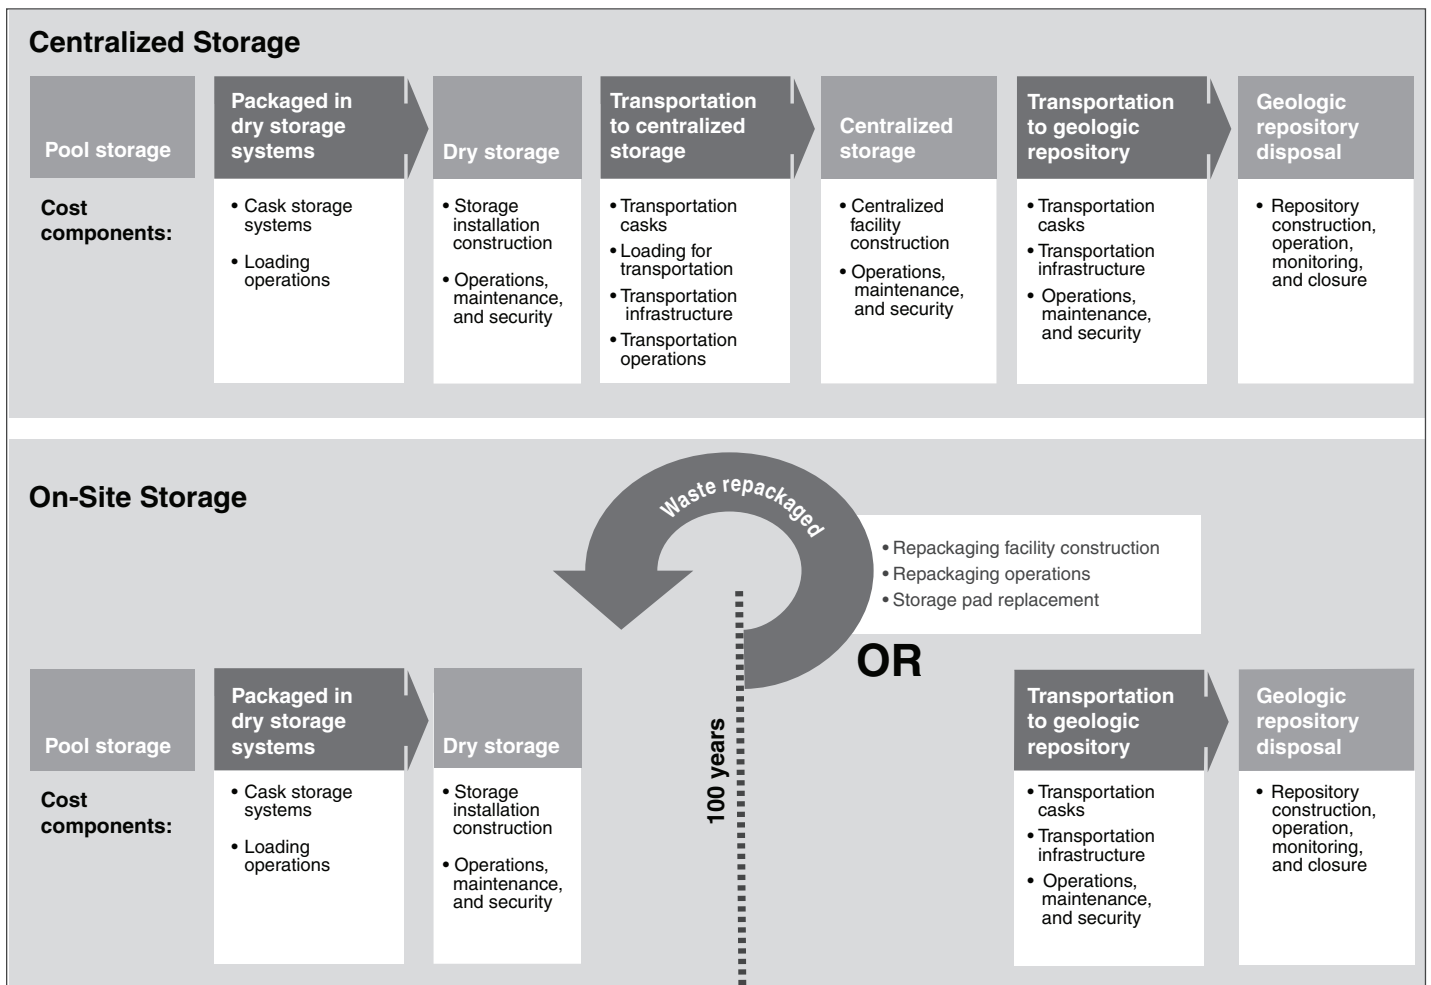 Centralized Storage
Pool storage
Packaged in
dry storage
systems
Dry storage
Transportation
to centralized
storage
Centralized
storage
Transportation
to geologic
repository
Geologic
repository
disposal
Cost
components:
• Cask storage
systems
• Loading
operations
• Storage
installation
construction
• Operations,
maintenance,
and security
• Transportation
casks
• Loading for
transportation
• Transportation
infrastructure
• Transportation
operations
• Centralized
facility
construction
• Operations,
maintenance,
and security
• Transportation
casks
• Transportation
infrastructure
• Operations,
maintenance,
and security
• Repository
construction,
operation,
monitoring,
and closure
On-Site Storage
Waste repackaged
• Repackaging facility construction
• Repackaging operations
• Storage pad replacement
OR
100 years
Pool storage
Packaged in
dry storage
systems
Dry storage
Transportation
to geologic
repository
Geologic
repository
disposal
Cost
components:
• Cask storage
systems
• Loading
operations
• Storage
installation
construction
• Operations,
maintenance,
and security
• Transportation
casks
• Transportation
infrastructure
• Operations,
maintenance,
and security
• Repository
construction,
operation,
monitoring,
and closure